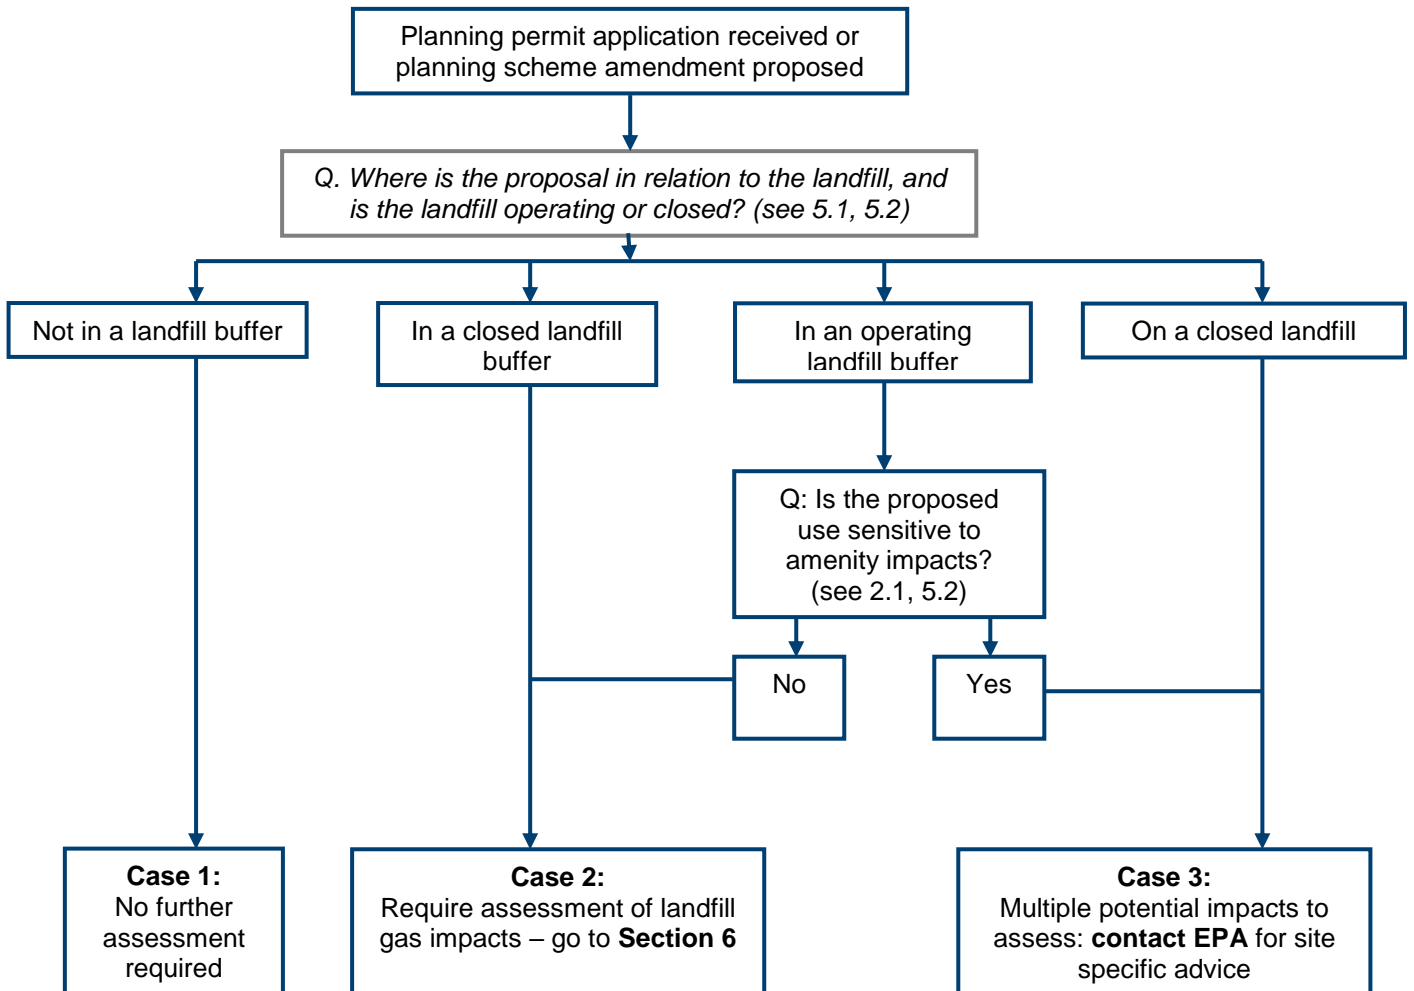 Planning permit application received or
planning scheme amendment proposed
Q. Where is the proposal in relation to the landfill, and
is the landfill operating or closed? (see 5.1, 5.2)
Not in a landfill buffer
In a closed landfill
buffer
In an operating
landfill buffer
On a closed landfill
Q: Is the proposed
use sensitive to
amenity impacts?
(see 2.1, 5.2)
No
Yes
Case 1:
No further
assessment
required
Case 2:
Require assessment of landfill
gas impacts – go to Section 6
Case 3:
Multiple potential impacts to
assess: contact EPA for site
specific advice